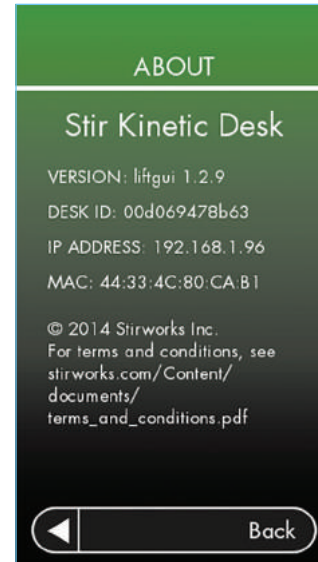 ABOUT
Stir Kinetic Desk
VERSION: liftgui 1.2.9
DESK ID: 00d069478b63
IP ADDRESS: 192.168.1.96
MAC: 44:33:4C:80:CA:B1
© 2014 Stirworks Inc.
For terms and conditions, see
stirworks.com/Content/
documents/
terms_and_conditions.pdf
Back